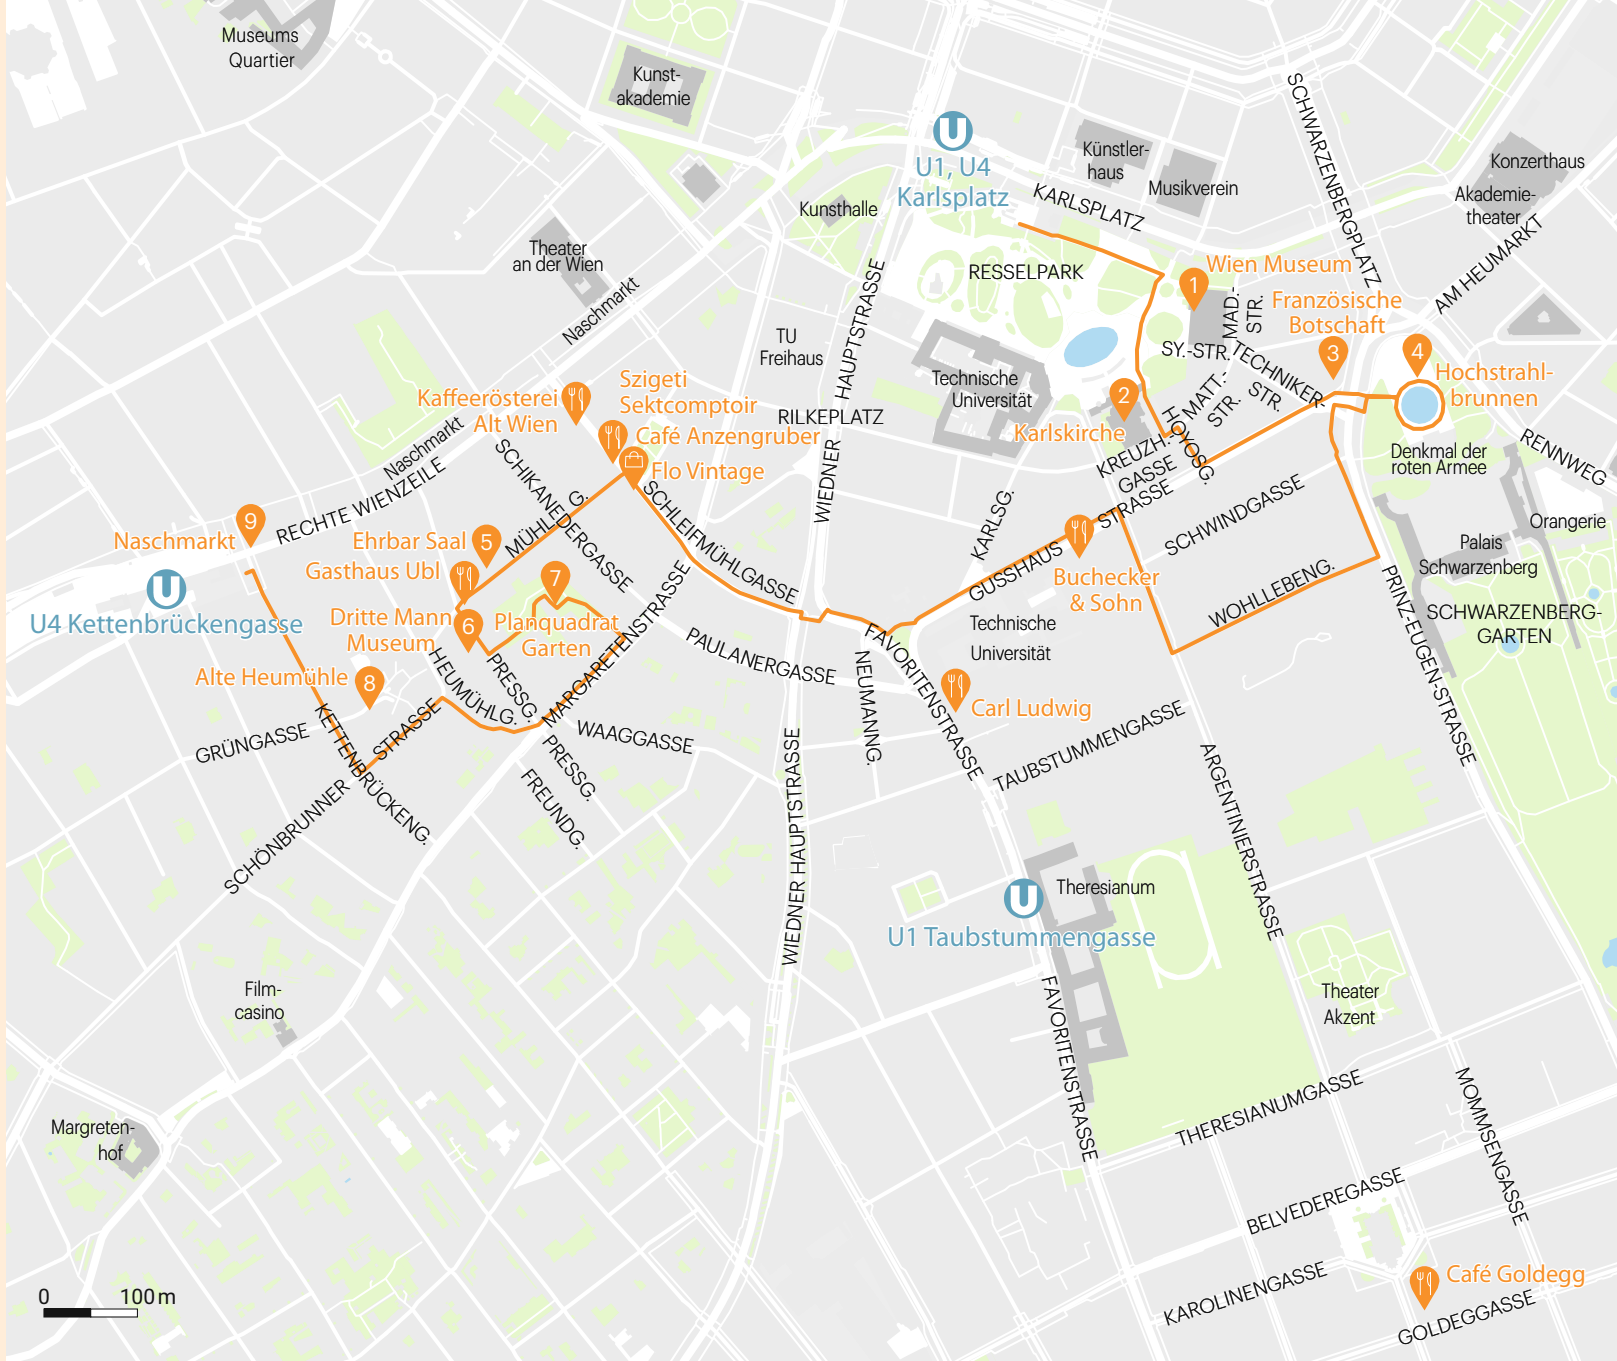 Museums
Quartier
Kunst-
akademie
U
U1, U4
Karlsplatz
Künstler-
haus
Musikverein
Konzerthaus
Akademie-
theater
SCHWARZENBERGPLATZ
AM HEUMARKT
KARLSPLATZ
Kunsthalle
Theater
an der Wien
Naschmarkt
RESSELPARK
1
Wien Museum
MAD.-
STR.
Französische
Botschaft
3
4
Hochstrahl-
brunnen
SY.-STR.
TECHNIKER-
STR.
MATT.-
STR.
HOYOSG.
KREUZH.-
GASSE
2
Karlskirche
Technische
Universität
TU
Freihaus
WIEDNER HAUPTSTRASSE
RILKEPLATZ
Kaffeerösterei
Alt Wien
Szigeti
Sektcomptoir
Café Anzengruber
Flo Vintage
Naschmarkt
RECHTE WIENZEILE
SCHIKANEDERGASSE
MÜHLG.
SCHLEIFMÜHLGASSE
9
Naschmarkt
U
U4 Kettenbrückengasse
Ehrbar Saal
5
Gasthaus Ubl
Dritte Mann
Museum
6
7
Planquadrat
Garten
Alte Heumühle
8
HEUMÜHLG.
PRESSG.
MARGARETENSTRASSE
PAULANERGASSE
WAAGGASSE
PRESSG.
FREUNDG.
GRÜNGASSE
KETTENBRÜCKENG.
SCHÖNBRUNNER STRASSE
KARLSG.
GUSSHAUS STRASSE
Buchecker
& Sohn
SCHWINDGASSE
WOHLLEBENG.
Denkmal der
roten Armee
RENNWEG
Orangerie
Palais
Schwarzenberg
SCHWARZENBERG-
GARTEN
PRINZ-EUGEN-STRASSE
Technische
Universität
FAVORITENSTRASSE
NEUMANNG.
Carl Ludwig
TAUBSTUMMENGASSE
ARGENTINIERSTRASSE
WIEDNER HAUPTSTRASSE
U
U1 Taubstummengasse
Theresianum
FAVORITENSTRASSE
Theater
Akzent
Film-
casino
Margreten-
hof
THERESIANUMGASSE
MOMMSENGASSE
BELVEDEREGASSE
KAROLINENGASSE
Café Goldegg
GOLDEGGASSE
0 100 m